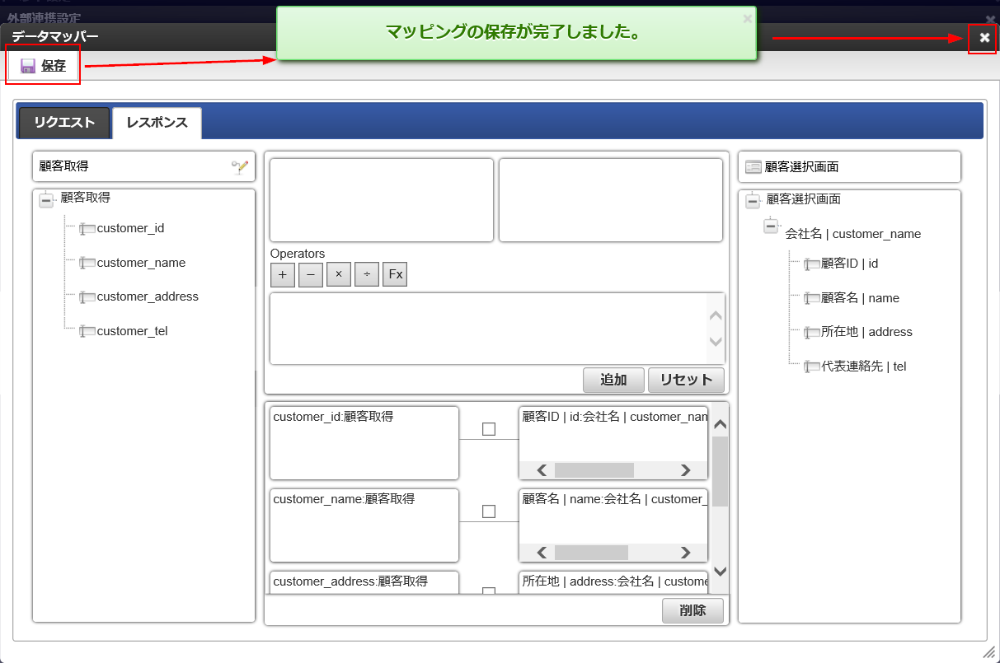 外部連携設定
データマッパー
マッピングの保存が完了しました。
保存
リクエスト
レスポンス
顧客取得
顧客取得
customer_id
customer_name
customer_address
customer_tel
Operators
+ − × ÷ Fx
追加
リセット
customer_id:顧客取得
顧客ID | id:会社名 | customer_nam
customer_name:顧客取得
顧客名 | name:会社名 | customer_
customer_address:顧客取得
所在地 | address:会社名 | custome
削除
顧客選択画面
顧客選択画面
会社名 | customer_name
顧客ID | id
顧客名 | name
所在地 | address
代表連絡先 | tel